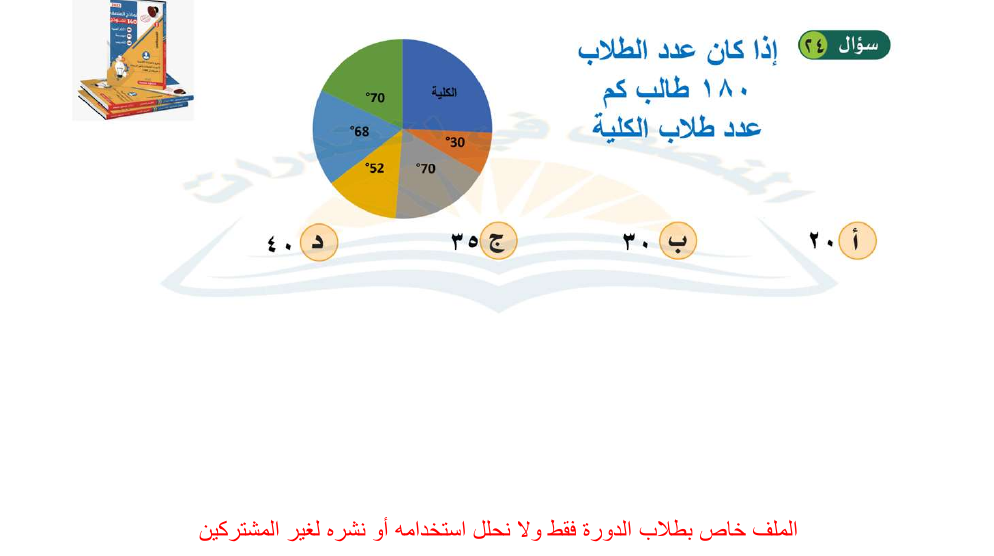 سؤال ٢٤
إذا كان عدد الطلاب
١٨٠ طالب كم
عدد طلاب الكلية
الكلية
°30
°70
°52
°68
°70
أ ٢٠
ب ٣٠
ج ٣٥
د ٤٠
الملف خاص بطلاب الدورة فقط ولا نحلل استخدامه أو نشره لغير المشتركين